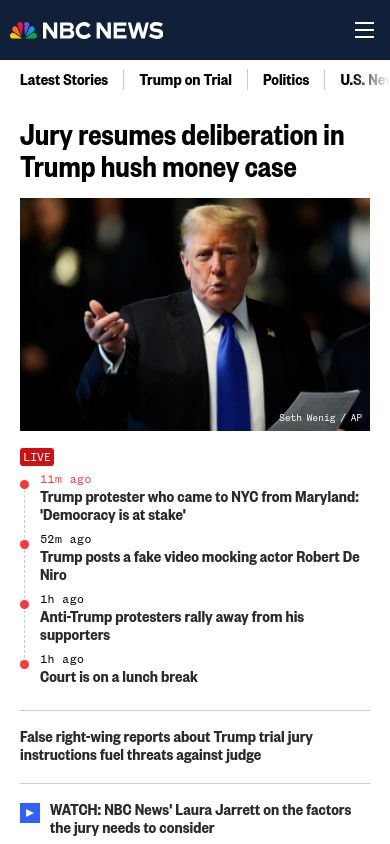 NBC NEWS
Latest Stories
Trump on Trial
Politics
U.S. Ne
Jury resumes deliberation in
Trump hush money case
Seth Wenig / AP
LIVE
11m ago
Trump protester who came to NYC from Maryland:
'Democracy is at stake'
52m ago
Trump posts a fake video mocking actor Robert De
Niro
1h ago
Anti-Trump protesters rally away from his
supporters
1h ago
Court is on a lunch break
False right-wing reports about Trump trial jury
instructions fuel threats against judge
WATCH: NBC News' Laura Jarrett on the factors
the jury needs to consider